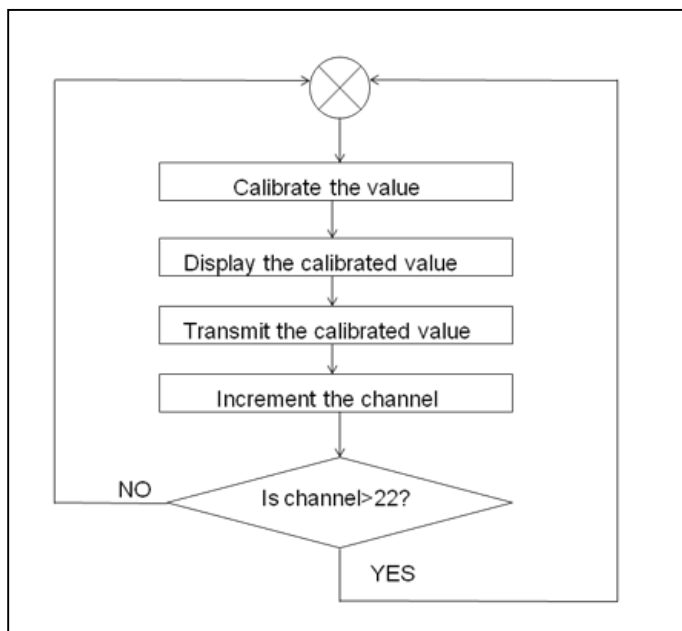 Calibrate the value
Display the calibrated value
Transmit the calibrated value
Increment the channel
Is channel>22?
NO
YES